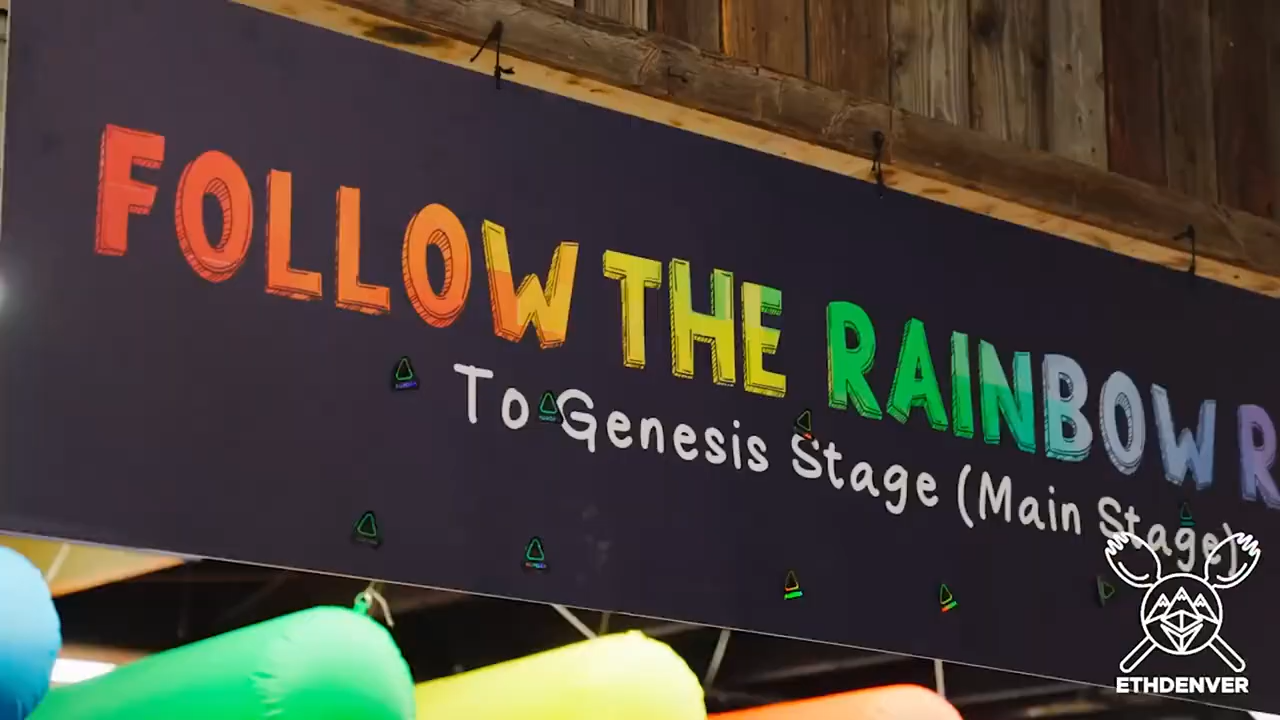 FOLLOW THE RAINBOW R
To Genesis Stage (Main Stage)
ETHDENVER